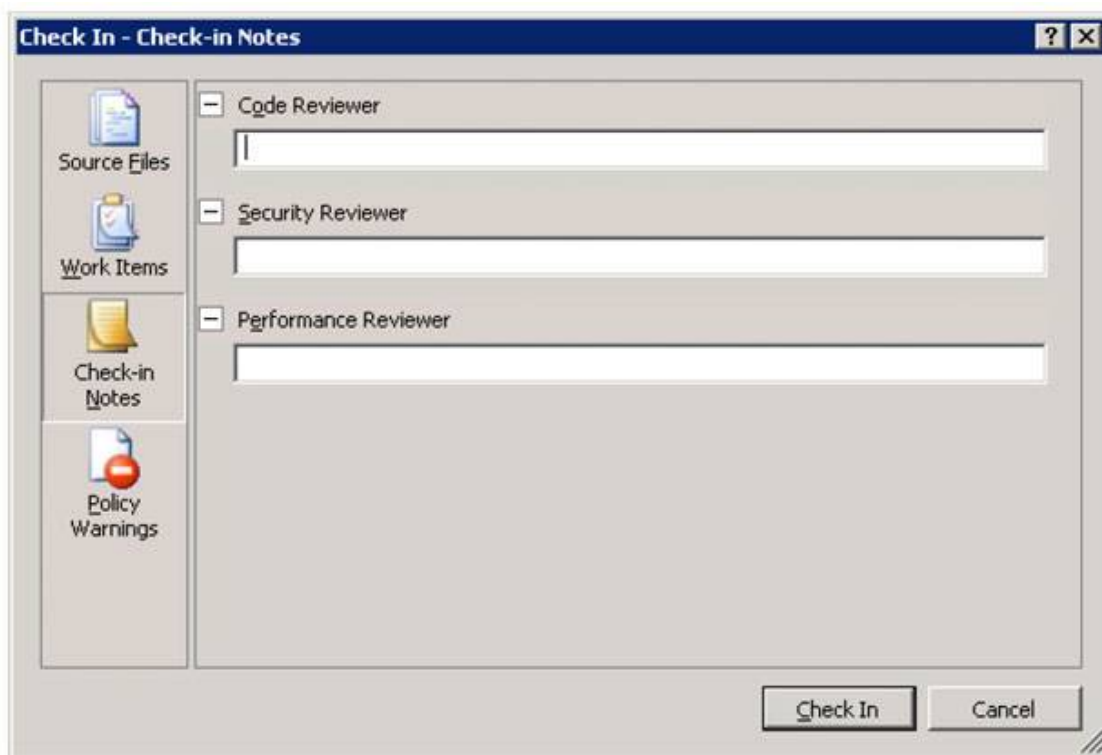 Check In - Check-in Notes
Source Files
Work Items
Check-in
Notes
Policy
Warnings
Code Reviewer
Security Reviewer
Performance Reviewer
Check In
Cancel